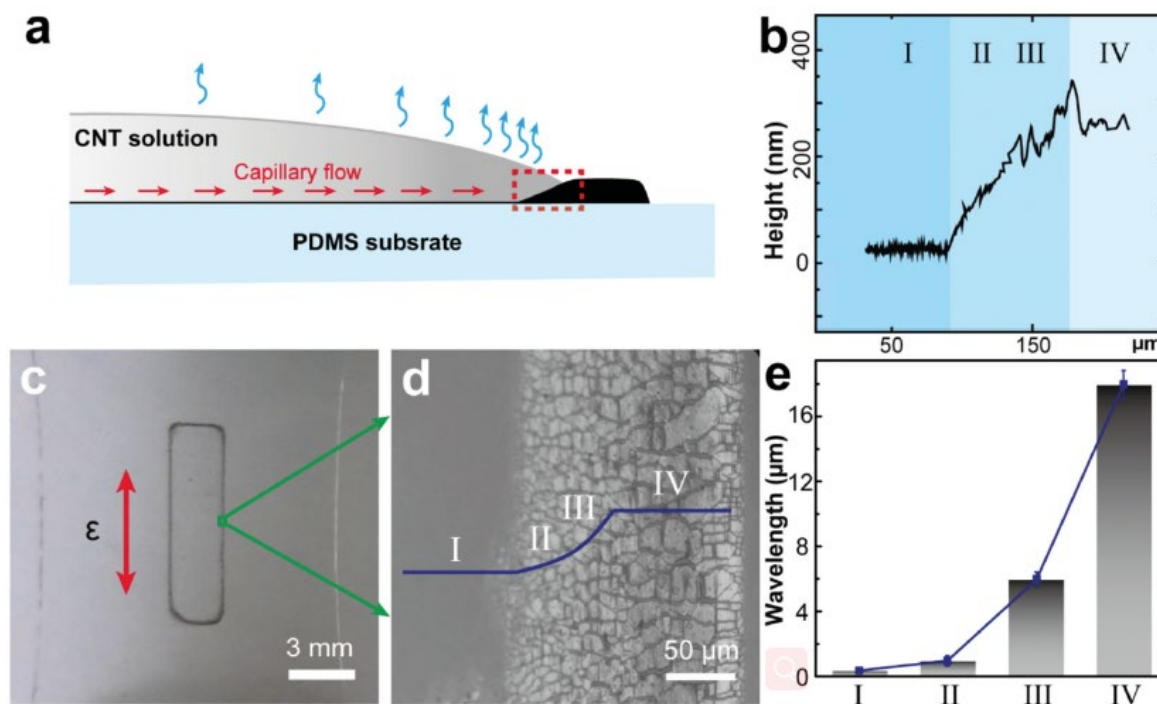 a
CNT solution
Capillary flow
PDMS subsrate
b
I II III IV
400
200
0
Height (nm)
50 150 µm
c
ε
3 mm
d
I
II
III
IV
50 µm
e
16
12
8
4
0
Wavelength (µm)
I II III IV